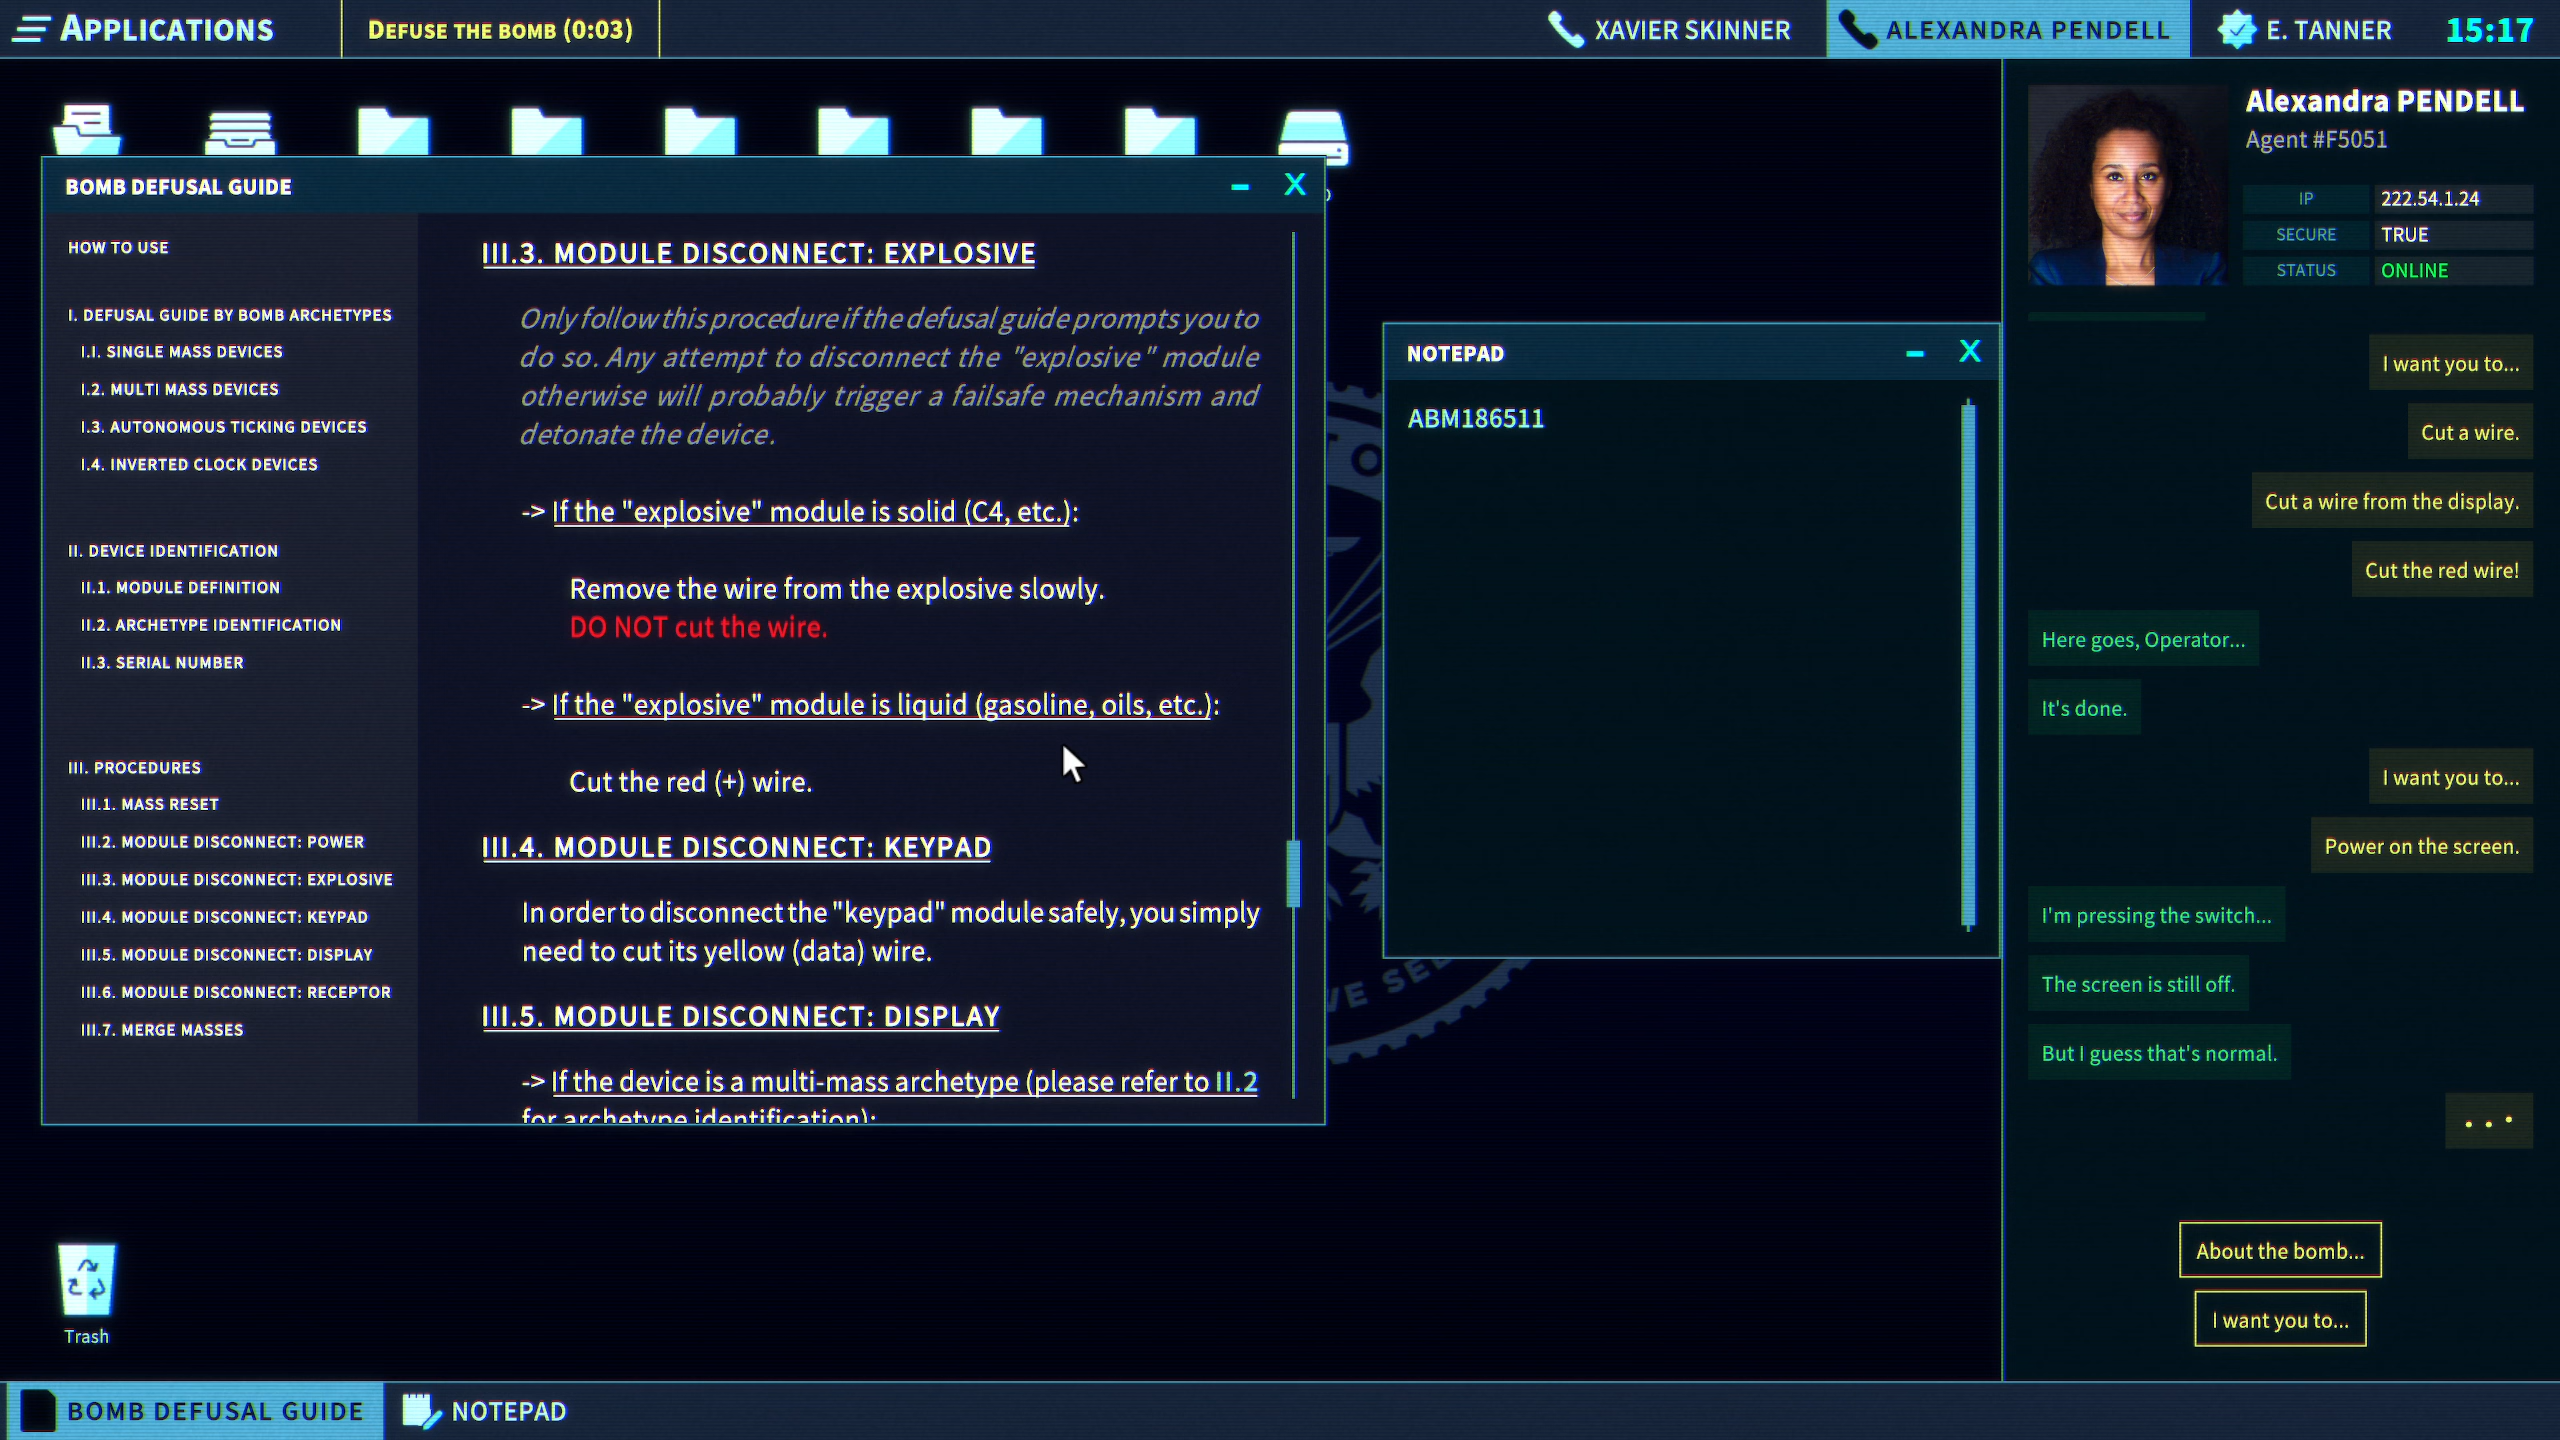 APPLICATIONS
DEFUSE THE BOMB (0:03)
XAVIER SKINNER
ALEXANDRA PENDELL
E. TANNER
15:17
BOMB DEFUSAL GUIDE
HOW TO USE
I. DEFUSAL GUIDE BY BOMB ARCHETYPES
I.I. SINGLE MASS DEVICES
I.2. MULTI MASS DEVICES
I.3. AUTONOMOUS TICKING DEVICES
I.4. INVERTED CLOCK DEVICES
II. DEVICE IDENTIFICATION
II.1. MODULE DEFINITION
II.2. ARCHETYPE IDENTIFICATION
II.3. SERIAL NUMBER
III. PROCEDURES
III.1. MASS RESET
III.2. MODULE DISCONNECT: POWER
III.3. MODULE DISCONNECT: EXPLOSIVE
III.4. MODULE DISCONNECT: KEYPAD
III.5. MODULE DISCONNECT: DISPLAY
III.6. MODULE DISCONNECT: RECEPTOR
III.7. MERGE MASSES
III.3. MODULE DISCONNECT: EXPLOSIVE
Only follow this procedure if the defusal guide prompts you to
do so. Any attempt to disconnect the "explosive" module
otherwise will probably trigger a failsafe mechanism and
detonate the device.
-> If the "explosive" module is solid (C4, etc.):
Remove the wire from the explosive slowly.
DO NOT cut the wire.
-> If the "explosive" module is liquid (gasoline, oils, etc.):
Cut the red (+) wire.
III.4. MODULE DISCONNECT: KEYPAD
In order to disconnect the "keypad" module safely, you simply
need to cut its yellow (data) wire.
III.5. MODULE DISCONNECT: DISPLAY
-> If the device is a multi-mass archetype (please refer to II.2
for archetype identification):
NOTEPAD
ABM186511
Alexandra PENDELL
Agent #F5051
IP 222.54.1.24
SECURE TRUE
STATUS ONLINE
I want you to...
Cut a wire.
Cut a wire from the display.
Cut the red wire!
Here goes, Operator...
It's done.
I want you to...
Power on the screen.
I'm pressing the switch...
The screen is still off.
But I guess that's normal.
...
About the bomb...
I want you to...
Trash
BOMB DEFUSAL GUIDE
NOTEPAD